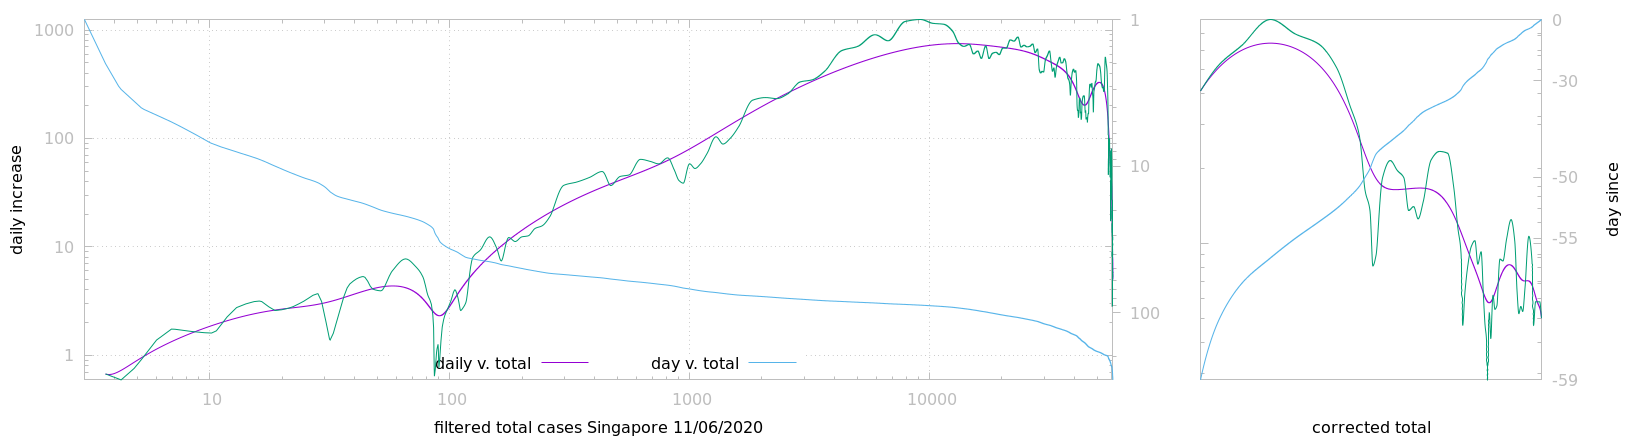 1000
100
10
1
daily increase
10
100
1000
10000
filtered total cases Singapore 11/06/2020
daily v. total
day v. total
1
10
100
0
-30
-50
-55
-59
day since
corrected total